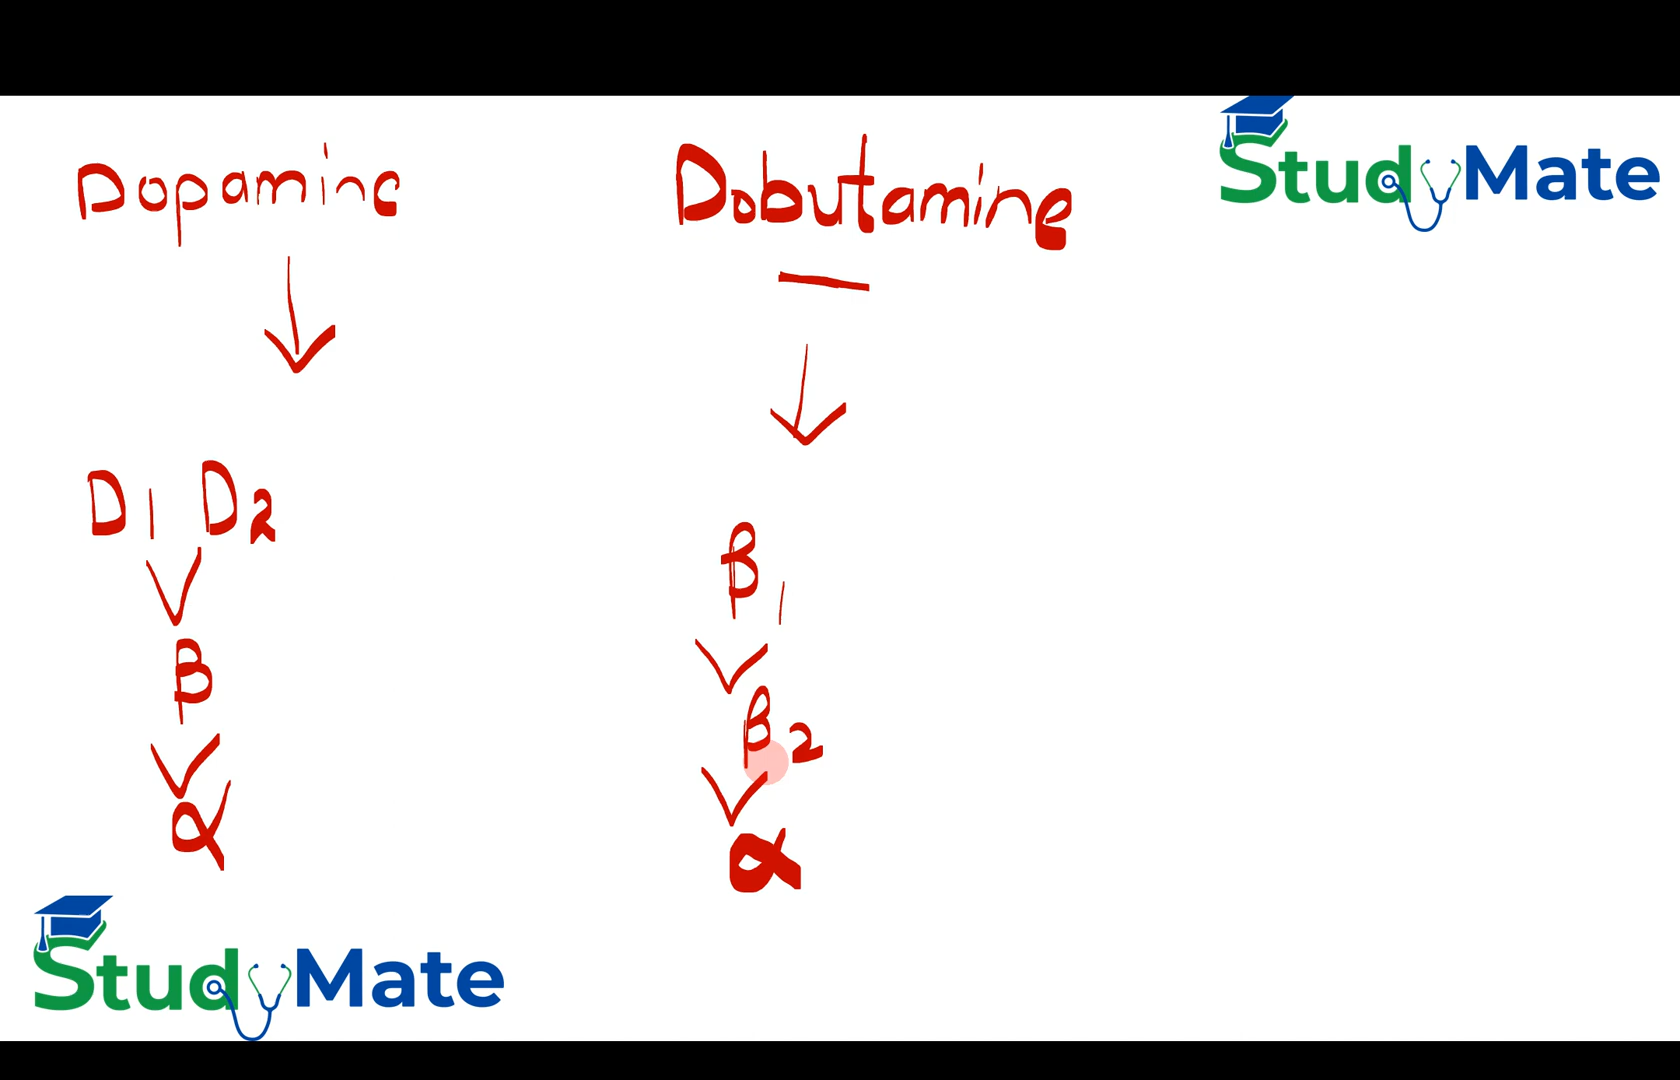 Dopamine
Dobutamine
StudyMate
D1 D2
V
β
V
α
β1
V
β2
V
α
StudyMate